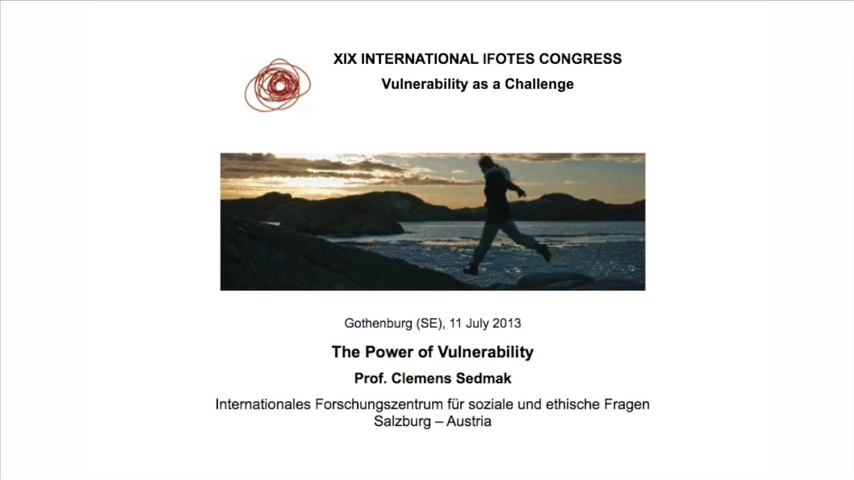 XIX INTERNATIONAL IFOTES CONGRESS
Vulnerability as a Challenge
Gothenburg (SE), 11 July 2013
The Power of Vulnerability
Prof. Clemens Sedmak
Internationales Forschungszentrum für soziale und ethische Fragen
Salzburg – Austria